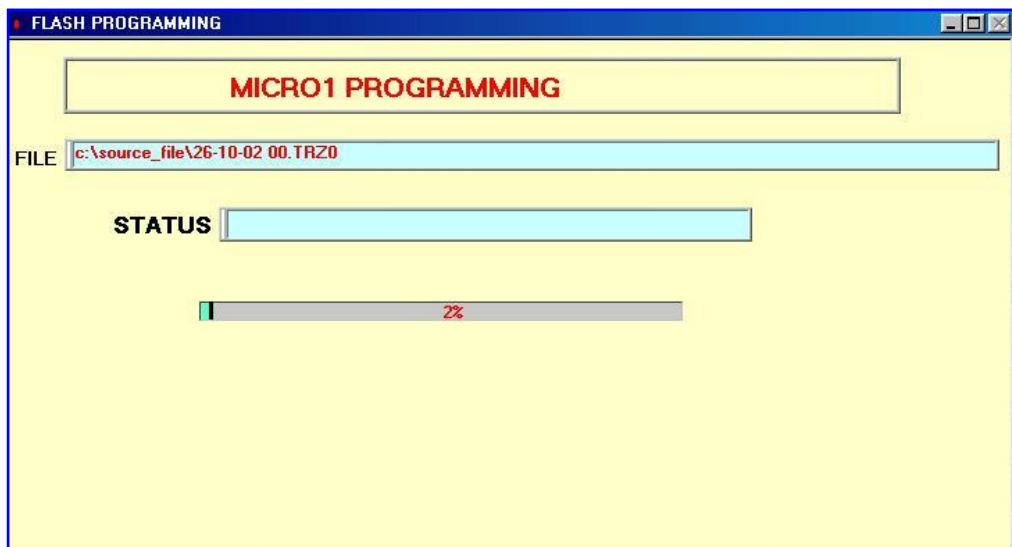 FLASH PROGRAMMING
MICRO1 PROGRAMMING
FILE c:\source_file\26-10-02 00.TRZ0
STATUS
2%